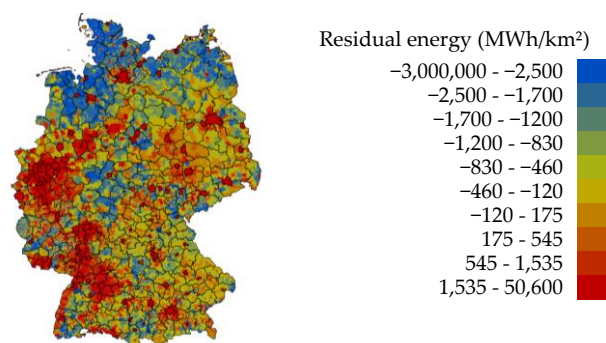 Residual energy (MWh/km²)
−3,000,000 - −2,500
−2,500 - −1,700
−1,700 - −1200
−1,200 - −830
−830 - −460
−460 - −120
−120 - 175
175 - 545
545 - 1,535
1,535 - 50,600